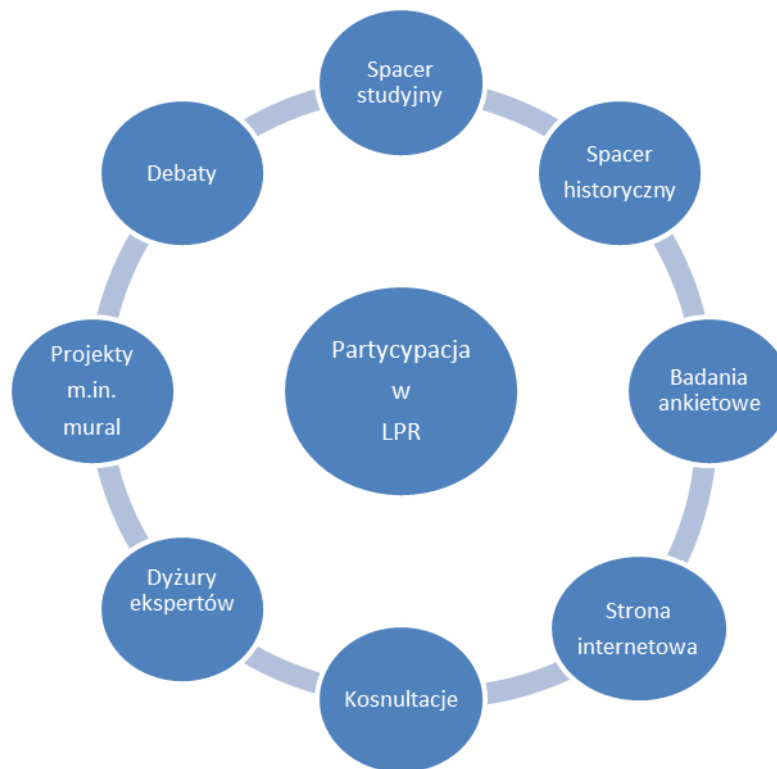 Spacer
studyjny
Spacer
historyczny
Badania
ankietowe
Strona
internetowa
Kosnultacje
Dyżury
ekspertów
Projekty
m.in.
mural
Debaty
Partycypacja
w
LPR